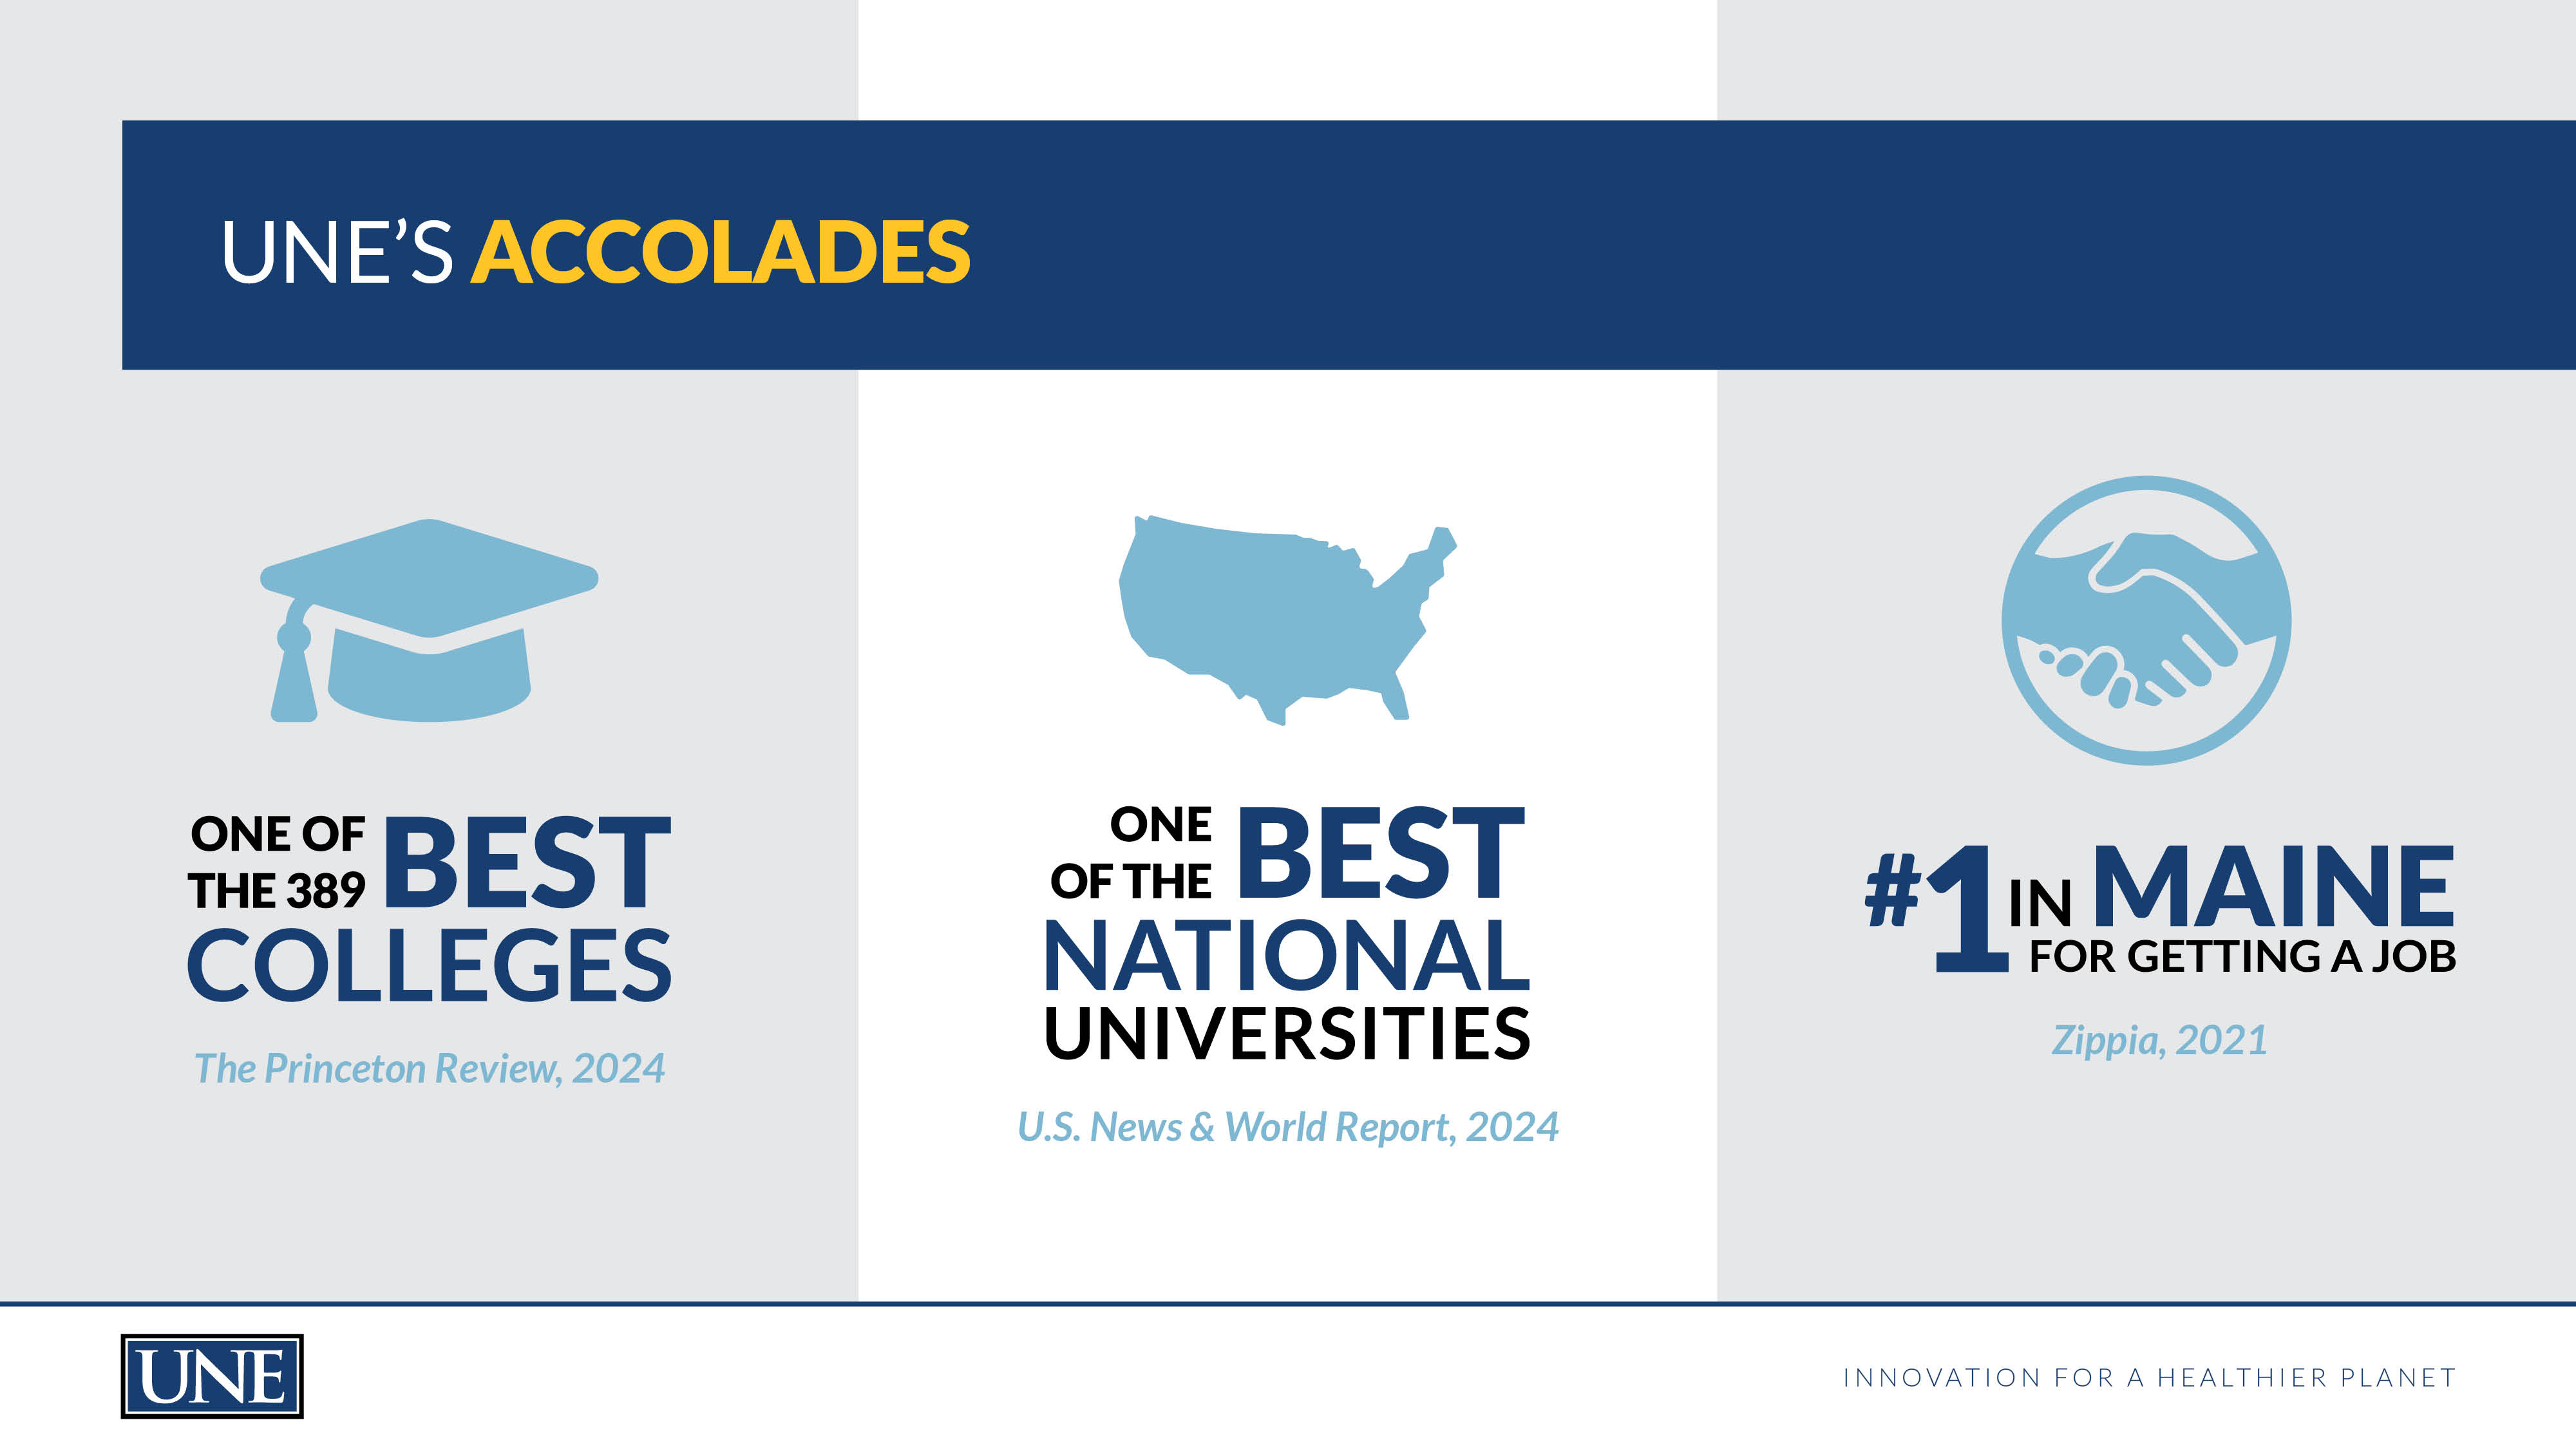 UNE’S ACCOLADES
ONE OF THE 389 BEST
COLLEGES
The Princeton Review, 2024
ONE OF THE BEST
NATIONAL
UNIVERSITIES
U.S. News & World Report, 2024
#1 IN MAINE
FOR GETTING A JOB
Zippia, 2021
UNE
INNOVATION FOR A HEALTHIER PLANET